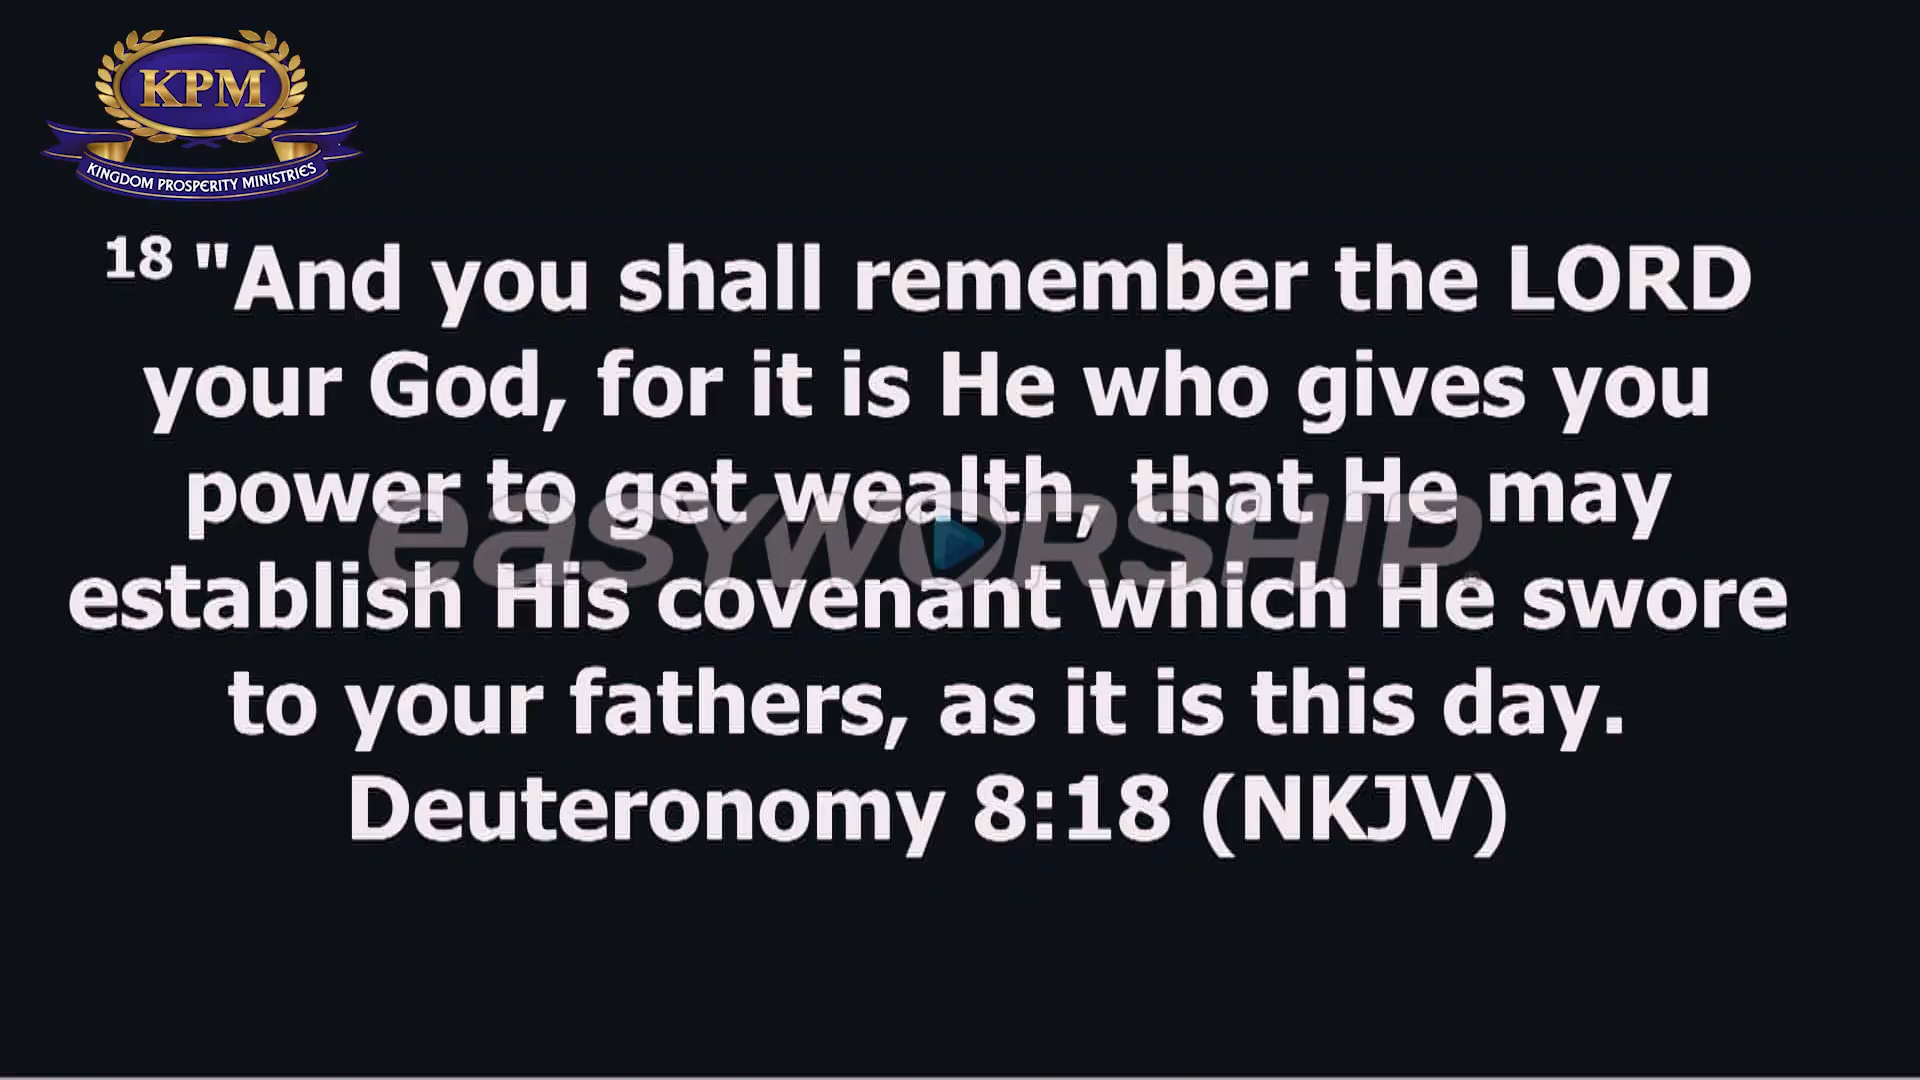 KPM
KINGDOM PROSPERITY MINISTRIES
18 "And you shall remember the LORD
your God, for it is He who gives you
power to get wealth, that He may
easyWORSHIP®
establish His covenant which He swore
to your fathers, as it is this day.
Deuteronomy 8:18 (NKJV)